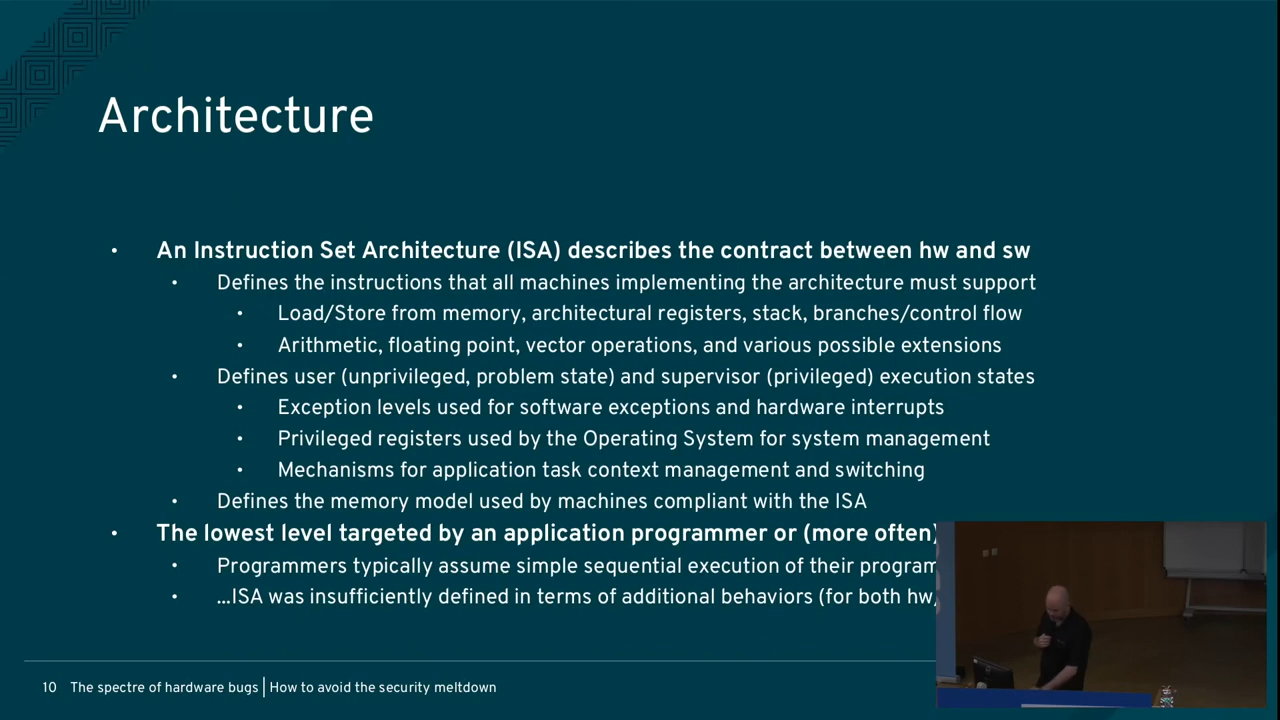 Architecture
• An Instruction Set Architecture (ISA) describes the contract between hw and sw
• Defines the instructions that all machines implementing the architecture must support
• Load/Store from memory, architectural registers, stack, branches/control flow
• Arithmetic, floating point, vector operations, and various possible extensions
• Defines user (unprivileged, problem state) and supervisor (privileged) execution states
• Exception levels used for software exceptions and hardware interrupts
• Privileged registers used by the Operating System for system management
• Mechanisms for application task context management and switching
• Defines the memory model used by machines compliant with the ISA
• The lowest level targeted by an application programmer or (more often)
• Programmers typically assume simple sequential execution of their program
• ...ISA was insufficiently defined in terms of additional behaviors (for both hw/
10 The spectre of hardware bugs | How to avoid the security meltdown